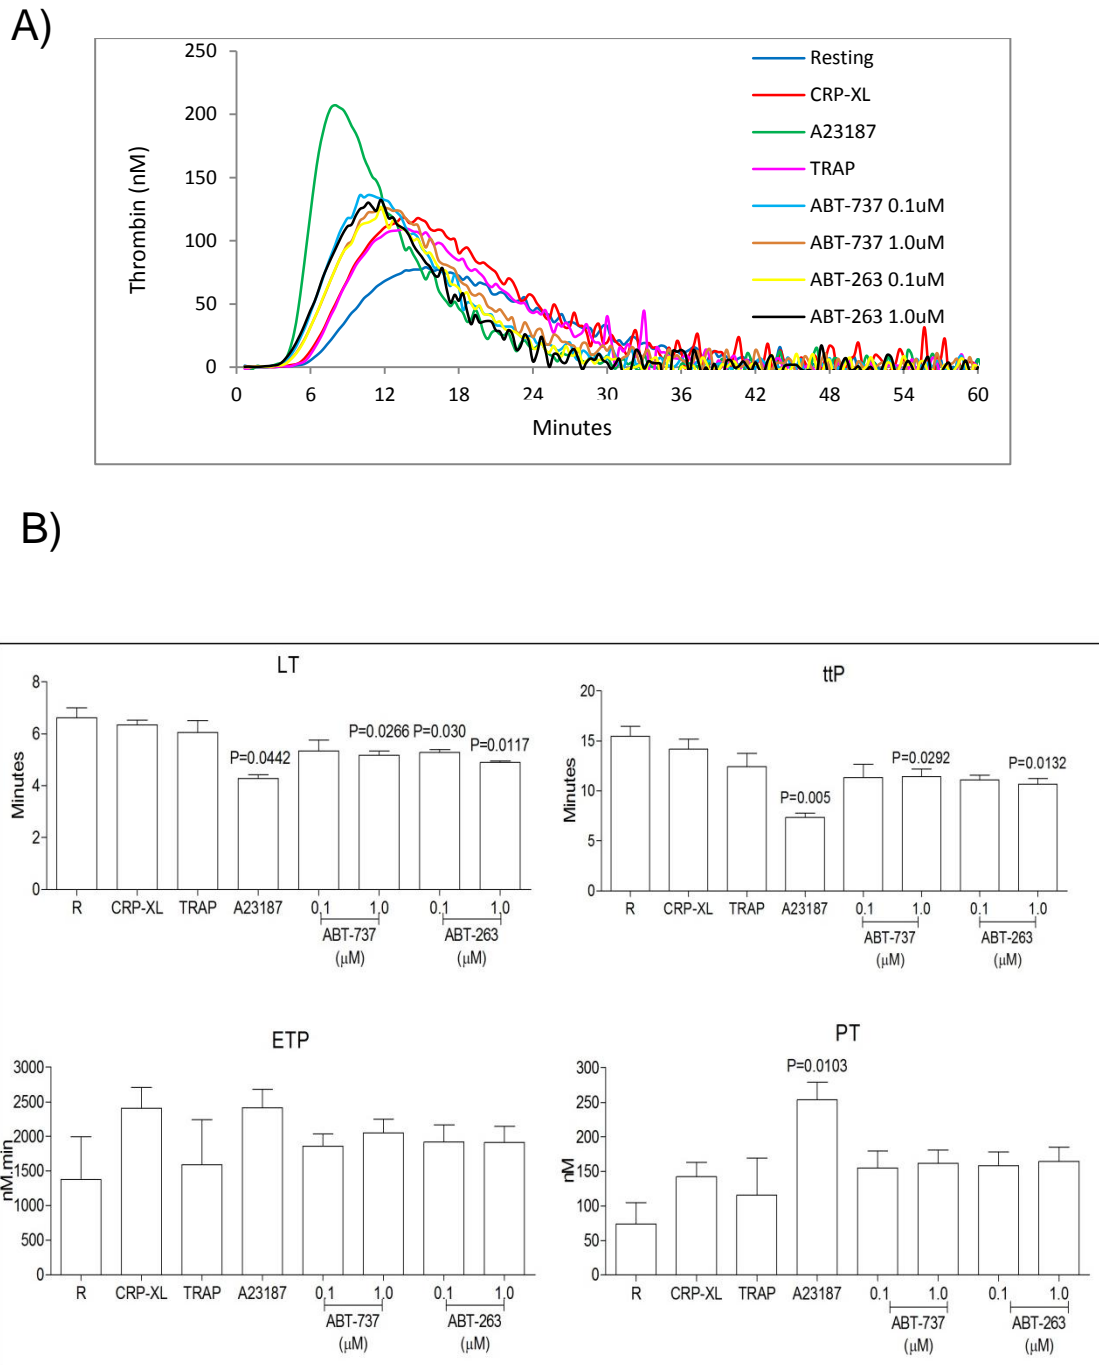 A)
250
200
150
100
50
0
Thrombin (nM)
0 6 12 18 24 30 36 42 48 54 60
Minutes
Resting
CRP-XL
A23187
TRAP
ABT-737 0.1uM
ABT-737 1.0uM
ABT-263 0.1uM
ABT-263 1.0uM
B)
LT
8
6
4
2
0
Minutes
P=0.0442
P=0.0266
P=0.030
P=0.0117
R CRP-XL TRAP A23187 0.1 1.0 0.1 1.0
ABT-737 ABT-263
(μM) (μM)
ttP
20
15
10
5
0
Minutes
P=0.005
P=0.0292
P=0.0132
R CRP-XL TRAP A23187 0.1 1.0 0.1 1.0
ABT-737 ABT-263
(μM) (μM)
ETP
3000
2500
2000
1500
1000
500
0
nM.min
R CRP-XL TRAP A23187 0.1 1.0 0.1 1.0
ABT-737 ABT-263
(μM) (μM)
PT
300
250
200
150
100
50
0
nM
P=0.0103
R CRP-XL TRAP A23187 0.1 1.0 0.1 1.0
ABT-737 ABT-263
(μM) (μM)